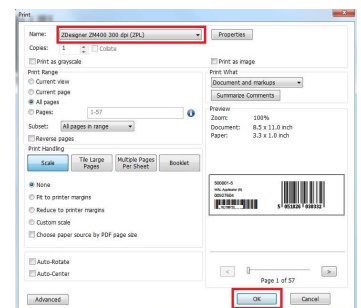 Print
Name: ZDesigner ZM400 300 dpi (ZPL) Properties
Copies: 1 Collate
Print as grayscale Print as image
Print Range
Current view
Current page
All pages
Pages: 1-57
Subset: All pages in range
Reverse pages
Print What
Document and markups
Summarize Comments
Preview
Zoom: 100%
Document: 8.5 x 11.0 inch
Paper: 3.3 x 1.0 inch
Print Handling
Scale
Tile Large Pages
Multiple Pages Per Sheet
Booklet
None
Fit to printer margins
Reduce to printer margins
Custom scale
Choose paper source by PDF page size
Auto-Rotate
Auto-Center
Page 1 of 57
Advanced OK Cancel